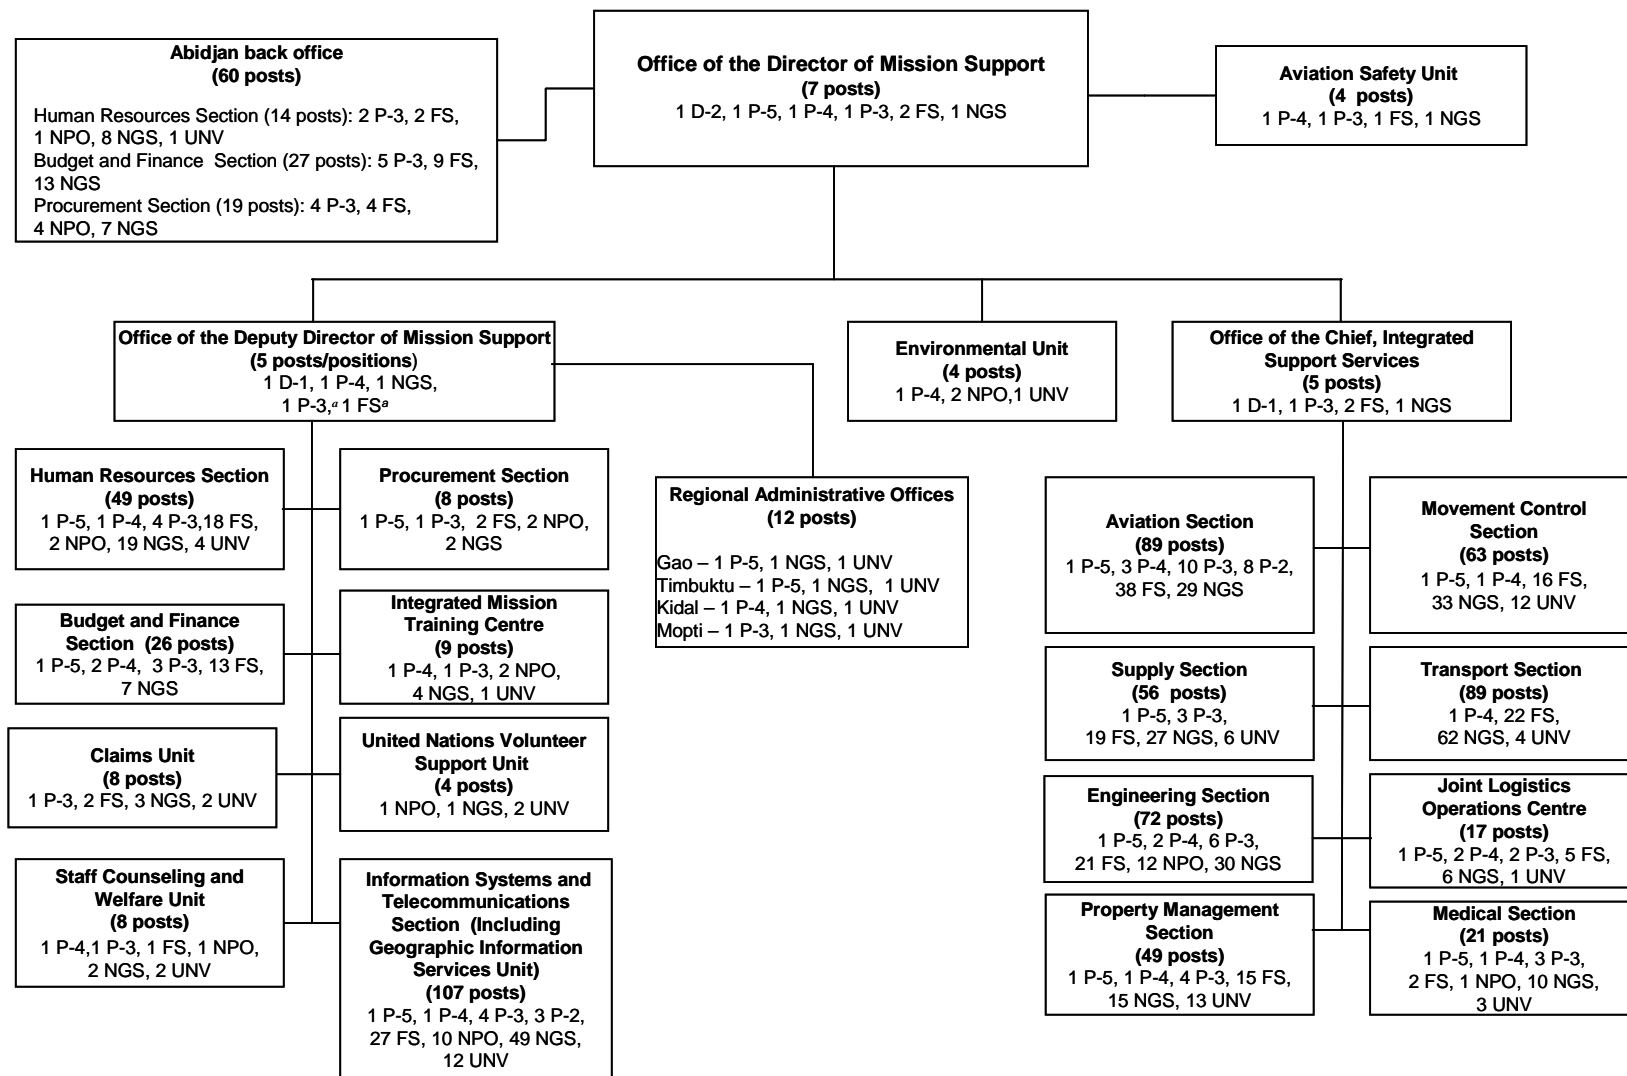 Abidjan back office
(60 posts)
Human Resources Section (14 posts): 2 P-3, 2 FS,
1 NPO, 8 NGS, 1 UNV
Budget and Finance Section (27 posts): 5 P-3, 9 FS,
13 NGS
Procurement Section (19 posts): 4 P-3, 4 FS,
4 NPO, 7 NGS
Office of the Director of Mission Support
(7 posts)
1 D-2, 1 P-5, 1 P-4, 1 P-3, 2 FS, 1 NGS
Aviation Safety Unit
(4 posts)
1 P-4, 1 P-3, 1 FS, 1 NGS
Office of the Deputy Director of Mission Support
(5 posts/positions)
1 D-1, 1 P-4, 1 NGS,
1 P-3,ª 1 FSª
Environmental Unit
(4 posts)
1 P-4, 2 NPO,1 UNV
Office of the Chief, Integrated
Support Services
(5 posts)
1 D-1, 1 P-3, 2 FS, 1 NGS
Human Resources Section
(49 posts)
1 P-5, 1 P-4, 4 P-3,18 FS,
2 NPO, 19 NGS, 4 UNV
Procurement Section
(8 posts)
1 P-5, 1 P-3, 2 FS, 2 NPO,
2 NGS
Regional Administrative Offices
(12 posts)
Gao – 1 P-5, 1 NGS, 1 UNV
Timbuktu – 1 P-5, 1 NGS, 1 UNV
Kidal – 1 P-4, 1 NGS, 1 UNV
Mopti – 1 P-3, 1 NGS, 1 UNV
Aviation Section
(89 posts)
1 P-5, 3 P-4, 10 P-3, 8 P-2,
38 FS, 29 NGS
Movement Control
Section
(63 posts)
1 P-5, 1 P-4, 16 FS,
33 NGS, 12 UNV
Budget and Finance
Section (26 posts)
1 P-5, 2 P-4, 3 P-3, 13 FS,
7 NGS
Integrated Mission
Training Centre
(9 posts)
1 P-4, 1 P-3, 2 NPO,
4 NGS, 1 UNV
Supply Section
(56 posts)
1 P-5, 3 P-3,
19 FS, 27 NGS, 6 UNV
Transport Section
(89 posts)
1 P-4, 22 FS,
62 NGS, 4 UNV
Claims Unit
(8 posts)
1 P-3, 2 FS, 3 NGS, 2 UNV
United Nations Volunteer
Support Unit
(4 posts)
1 NPO, 1 NGS, 2 UNV
Engineering Section
(72 posts)
1 P-5, 2 P-4, 6 P-3,
21 FS, 12 NPO, 30 NGS
Joint Logistics
Operations Centre
(17 posts)
1 P-5, 2 P-4, 2 P-3, 5 FS,
6 NGS, 1 UNV
Staff Counseling and
Welfare Unit
(8 posts)
1 P-4,1 P-3, 1 FS, 1 NPO,
2 NGS, 2 UNV
Information Systems and
Telecommunications
Section (Including
Geographic Information
Services Unit)
(107 posts)
1 P-5, 1 P-4, 4 P-3, 3 P-2,
27 FS, 10 NPO, 49 NGS,
12 UNV
Property Management
Section
(49 posts)
1 P-5, 1 P-4, 4 P-3, 15 FS,
15 NGS, 13 UNV
Medical Section
(21 posts)
1 P-5, 1 P-4, 3 P-3,
2 FS, 1 NPO, 10 NGS,
3 UNV